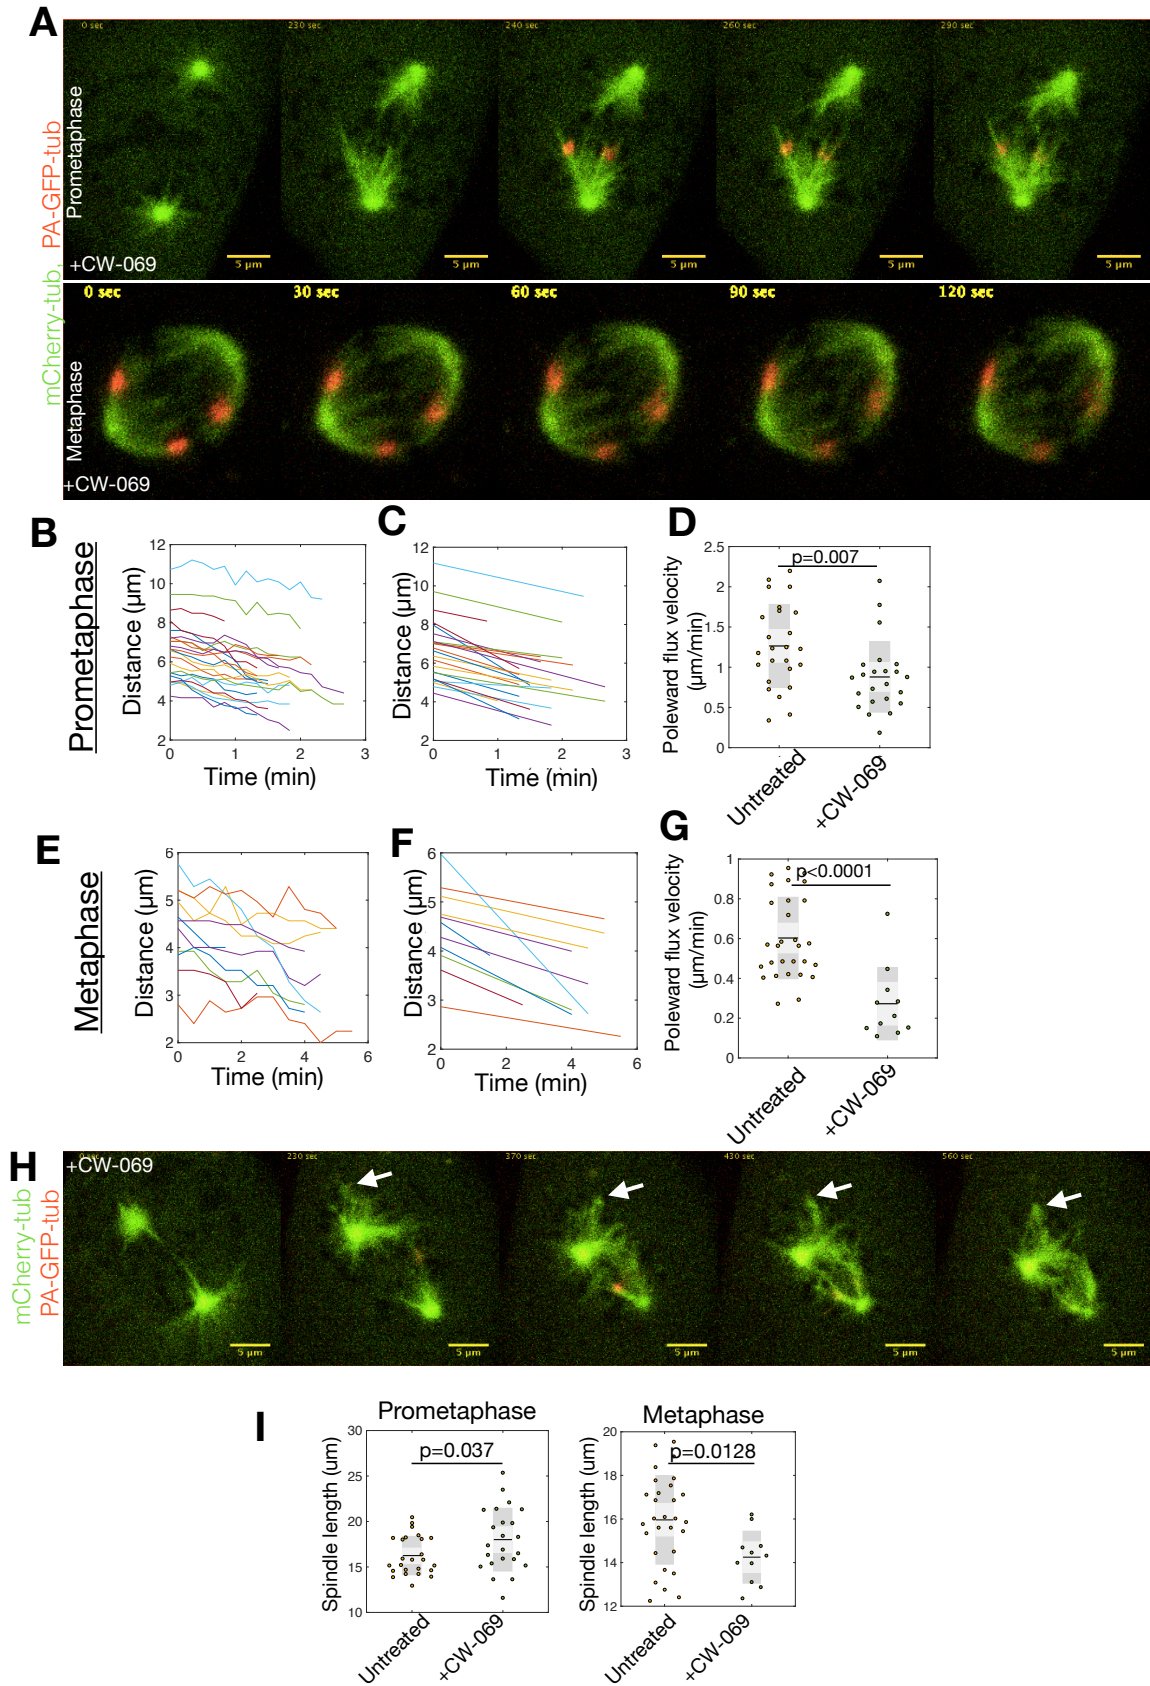 A
0 sec
230 sec
240 sec
260 sec
290 sec
Prometaphase
+CW-069
5 µm
5 µm
5 µm
5 µm
5 µm
mCherry-tub, PA-GFP-tub
0 sec
30 sec
60 sec
90 sec
120 sec
Metaphase
+CW-069
B
Prometaphase
Distance (µm)
12
10
8
6
4
2
0
1
2
3
Time (min)
C
Distance (µm)
12
10
8
6
4
2
0
1
2
3
Time (min)
D
Poleward flux velocity
(µm/min)
2.5
2
1.5
1
0.5
0
p=0.007
Untreated
+CW-069
E
Metaphase
Distance (µm)
6
5
4
3
2
0
2
4
6
Time (min)
F
Distance (µm)
6
5
4
3
2
0
2
4
6
Time (min)
G
Poleward flux velocity
(µm/min)
1
0.8
0.6
0.4
0.2
0
p<0.0001
Untreated
+CW-069
H
mCherry-tub
PA-GFP-tub
0 sec
+CW-069
230 sec
370 sec
430 sec
560 sec
5 µm
5 µm
5 µm
5 µm
5 µm
I
Prometaphase
Spindle length (um)
30
25
20
15
10
p=0.037
Untreated
+CW-069
Metaphase
Spindle length (um)
20
18
16
14
12
p=0.0128
Untreated
+CW-069